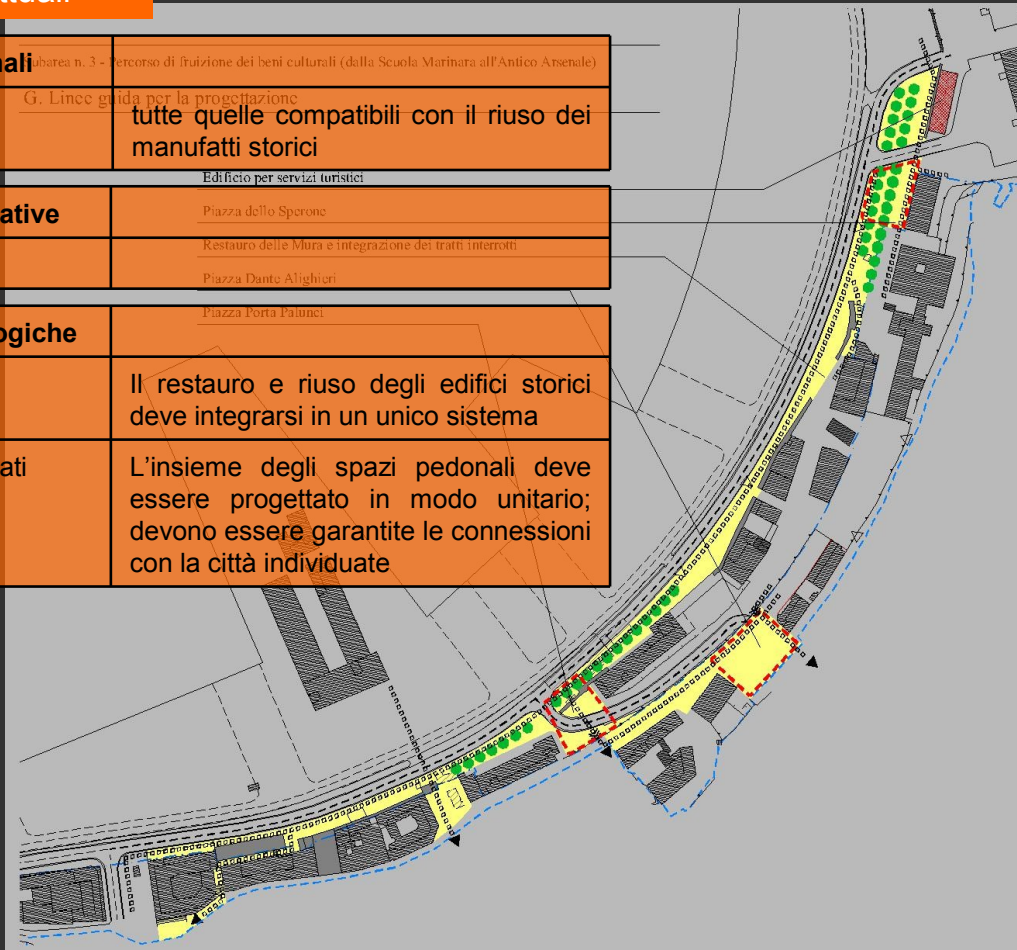 nali
Subarea n. 3 - Percorso di fruizione dei beni culturali (dalla Scuola Marinara all'Antico Arsenale)
G. Linee guida per la progettazione
tutte quelle compatibili con il riuso dei
manufatti storici
Edificio per servizi turistici
ative
Piazza dello Sperone
Restauro delle Mura e integrazione dei tratti interrotti
Piazza Dante Alighieri
ogiche
Piazza Porta Palunci
Il restauro e riuso degli edifici storici
deve integrarsi in un unico sistema
ati
L'insieme degli spazi pedonali deve
essere progettato in modo unitario;
devono essere garantite le connessioni
con la città individuate